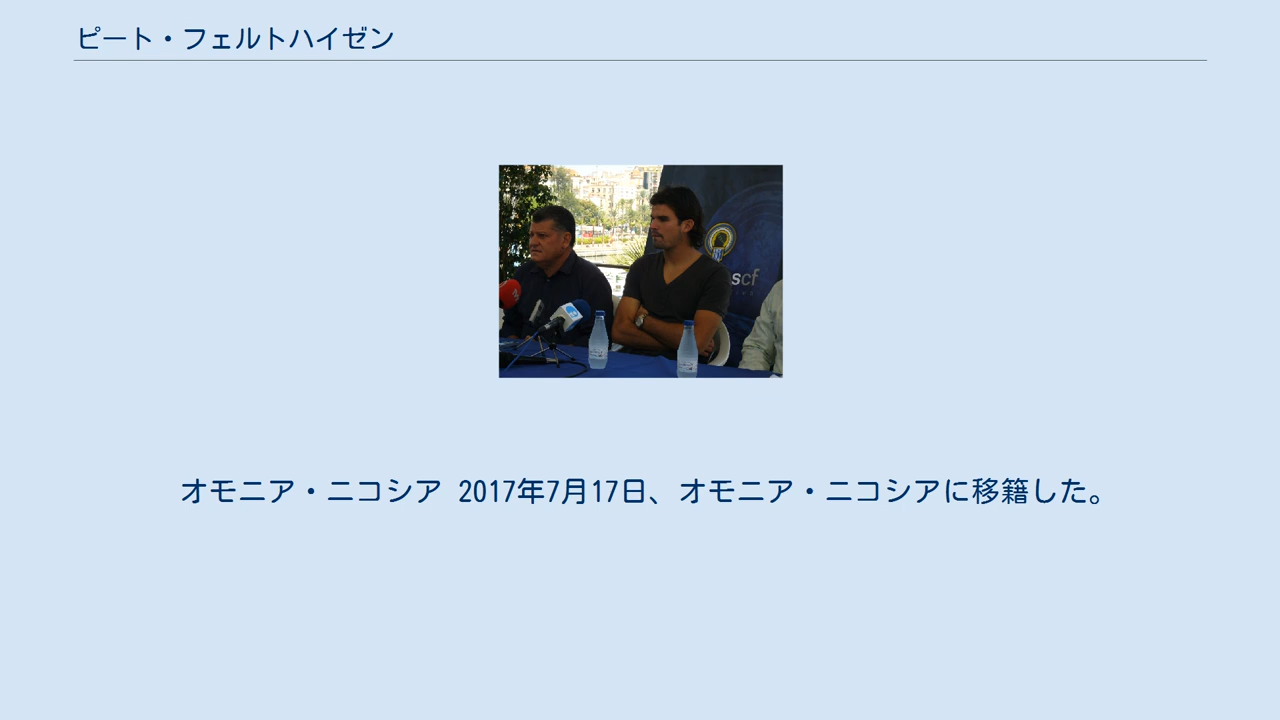 ピート・フェルトハイゼン
scf
オモニア・ニコシア 2017年7月17日、オモニア・ニコシアに移籍した。